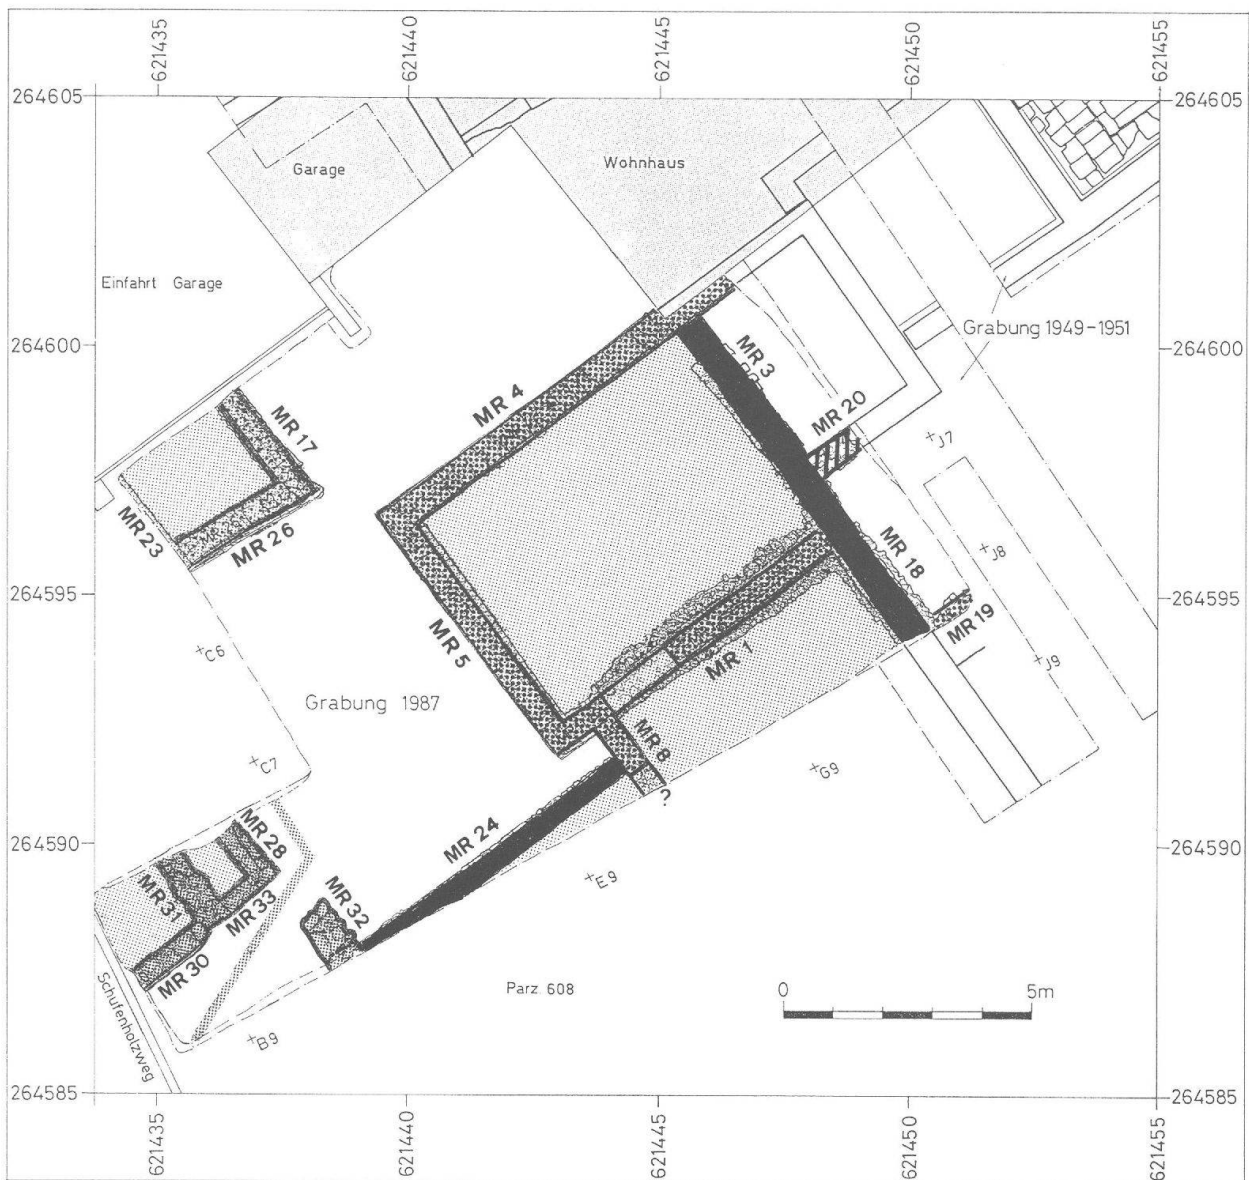 621435
621440
621445
621450
621455
264605
264605
Garage
Wohnhaus
Einfahrt Garage
Grabung 1949-1951
264600
264600
MR 3
MR 4
MR 20
MR 17
J7
MR 23
MR 26
MR 18
J8
264595
264595
MR 19
C6
MR 5
MR 1
J9
Grabung 1987
MR 8
C7
G9
?
MR 24
264590
264590
MR 28
E9
MR 31
MR 33
MR 32
MR 30
Schufenholzweg
Parz. 608
0
5m
B9
264585
264585
621435
621440
621445
621450
621455